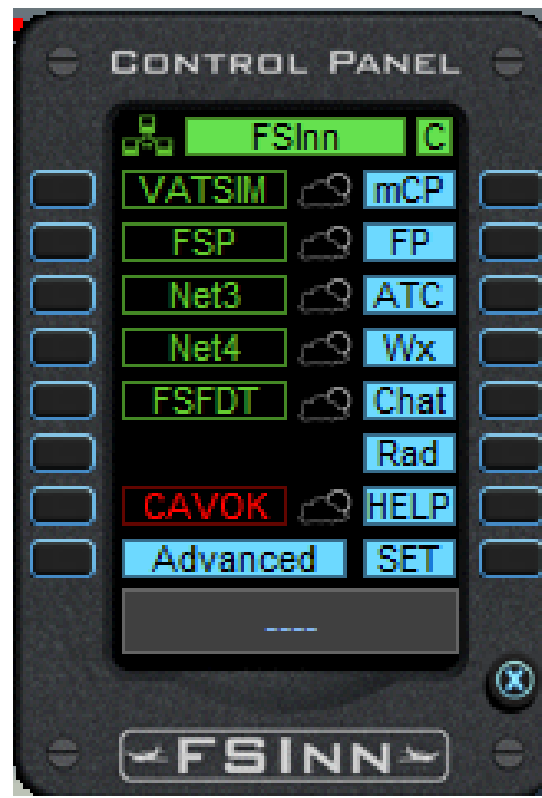 CONTROL PANEL
FSInn C
VATSIM mCP
FSP FP
Net3 ATC
Net4 Wx
FSFDT Chat
Rad
CAVOK HELP
Advanced SET
----
X
FSINN